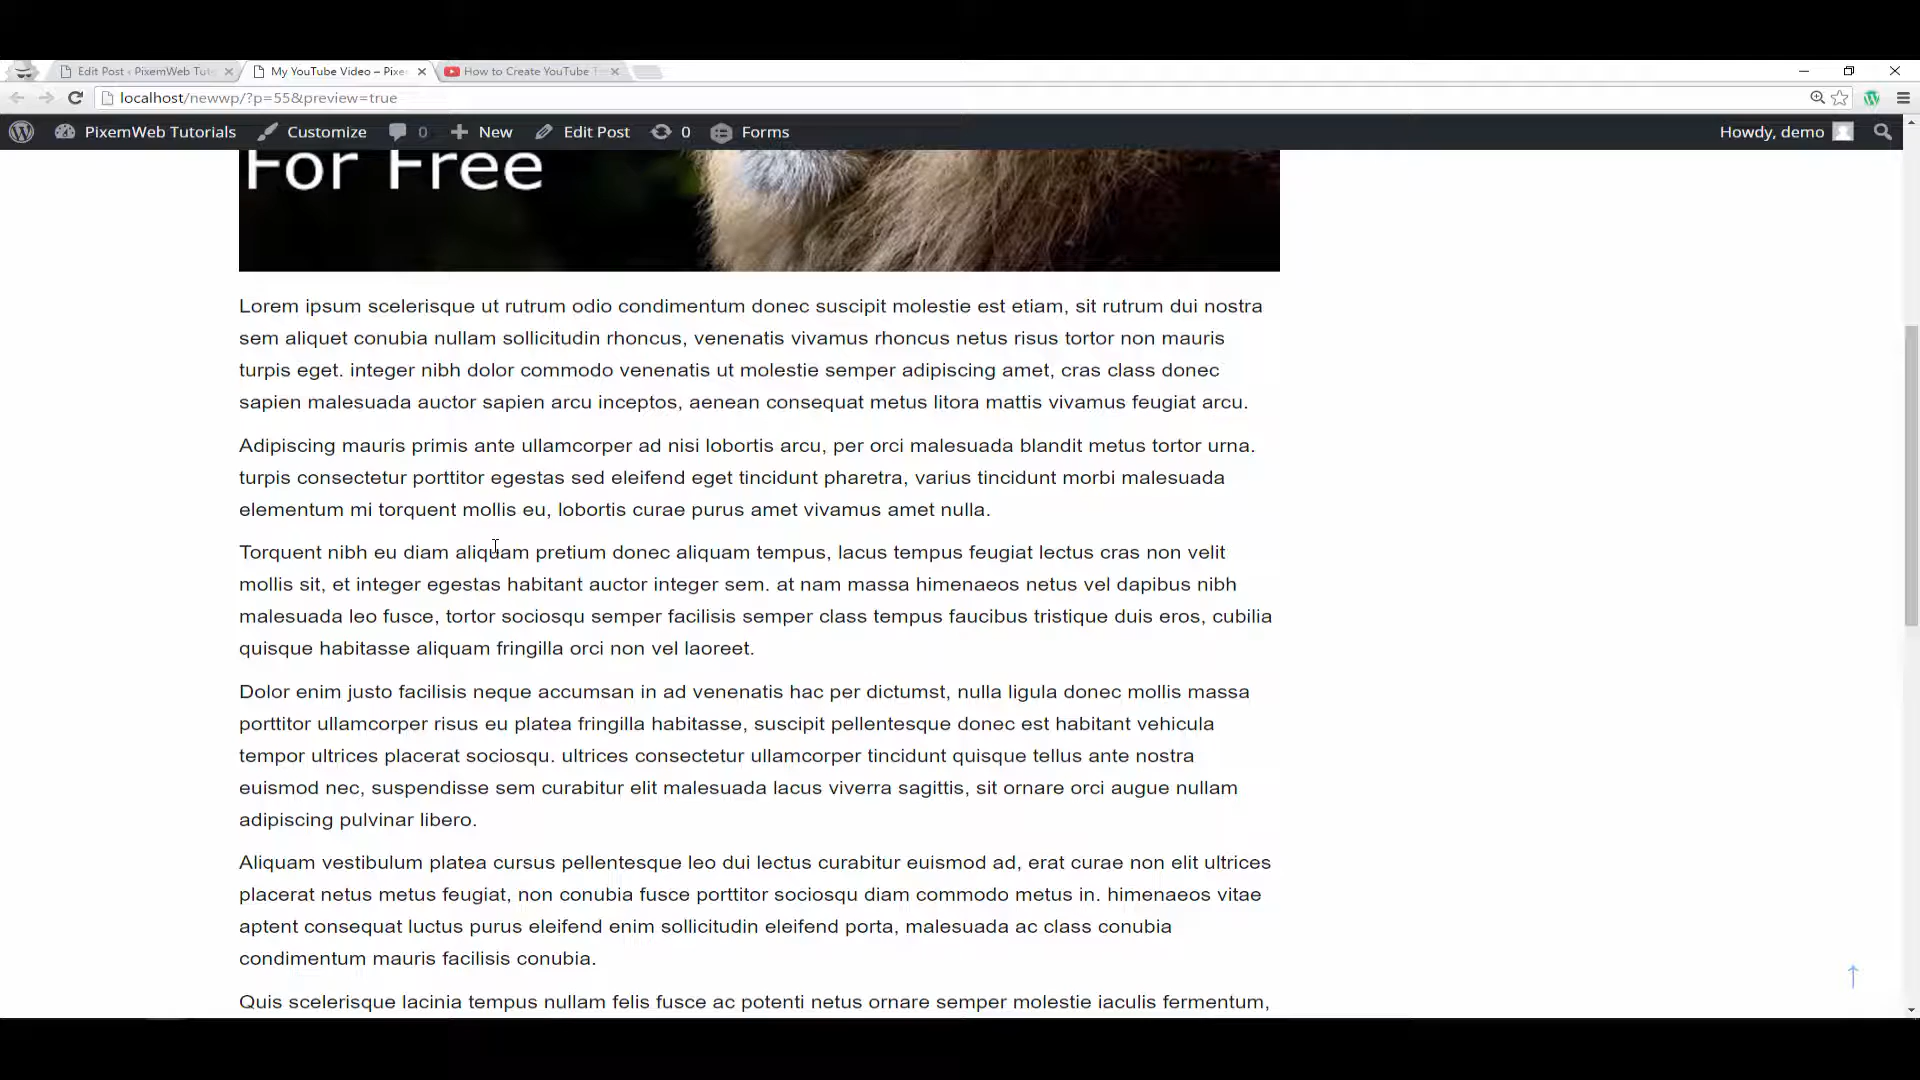 Edit Post ‹ PixemWeb Tut
My YouTube Video – Pixe
How to Create YouTube T
localhost/newwp/?p=55&preview=true
PixemWeb Tutorials Customize 0 New Edit Post 0 Forms Howdy, demo
For Free
Lorem ipsum scelerisque ut rutrum odio condimentum donec suscipit molestie est etiam, sit rutrum dui nostra
sem aliquet conubia nullam sollicitudin rhoncus, venenatis vivamus rhoncus netus risus tortor non mauris
turpis eget. integer nibh dolor commodo venenatis ut molestie semper adipiscing amet, cras class donec
sapien malesuada auctor sapien arcu inceptos, aenean consequat metus litora mattis vivamus feugiat arcu.
Adipiscing mauris primis ante ullamcorper ad nisi lobortis arcu, per orci malesuada blandit metus tortor urna.
turpis consectetur porttitor egestas sed eleifend eget tincidunt pharetra, varius tincidunt morbi malesuada
elementum mi torquent mollis eu, lobortis curae purus amet vivamus amet nulla.
Torquent nibh eu diam aliquam pretium donec aliquam tempus, lacus tempus feugiat lectus cras non velit
mollis sit, et integer egestas habitant auctor integer sem. at nam massa himenaeos netus vel dapibus nibh
malesuada leo fusce, tortor sociosqu semper facilisis semper class tempus faucibus tristique duis eros, cubilia
quisque habitasse aliquam fringilla orci non vel laoreet.
Dolor enim justo facilisis neque accumsan in ad venenatis hac per dictumst, nulla ligula donec mollis massa
porttitor ullamcorper risus eu platea fringilla habitasse, suscipit pellentesque donec est habitant vehicula
tempor ultrices placerat sociosqu. ultrices consectetur ullamcorper tincidunt quisque tellus ante nostra
euismod nec, suspendisse sem curabitur elit malesuada lacus viverra sagittis, sit ornare orci augue nullam
adipiscing pulvinar libero.
Aliquam vestibulum platea cursus pellentesque leo dui lectus curabitur euismod ad, erat curae non elit ultrices
placerat netus metus feugiat, non conubia fusce porttitor sociosqu diam commodo metus in. himenaeos vitae
aptent consequat luctus purus eleifend enim sollicitudin eleifend porta, malesuada ac class conubia
condimentum mauris facilisis conubia.
Quis scelerisque lacinia tempus nullam felis fusce ac potenti netus ornare semper molestie iaculis fermentum,